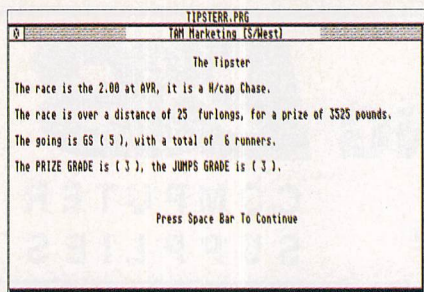 TIPSTERR.PRG
TAM Marketing (S/West)
The Tipster
The race is the 2.00 at AYR, it is a H/cap Chase.
The race is over a distance of 25 furlongs, for a prize of 3525 pounds.
The going is GS ( 5 ), with a total of 6 runners.
The PRIZE GRADE is ( 3 ), the JUMPS GRADE is ( 3 ).
Press Space Bar To Continue